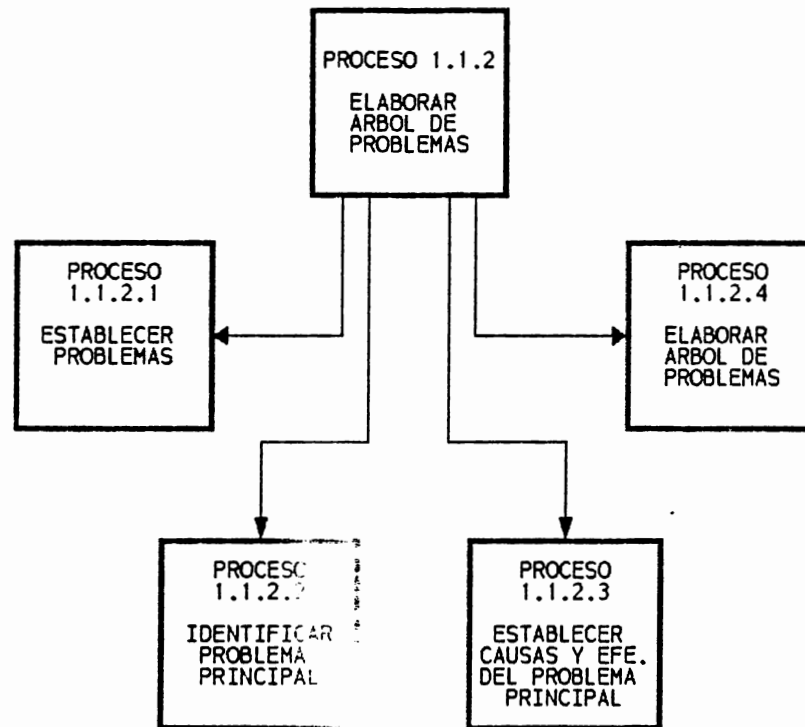 PROCESO 1.1.2
ELABORAR
ARBOL DE
PROBLEMAS
PROCESO
1.1.2.1
ESTABLECER
PROBLEMAS
PROCESO
1.1.2.4
ELABORAR
ARBOL DE
PROBLEMAS
PROCESO
IDENTIFICAR
PROBLEMA
PRINCIPAL
PROCESO
1.1.2.3
ESTABLECER
CAUSAS Y EFE.
DEL PROBLEMA
PRINCIPAL